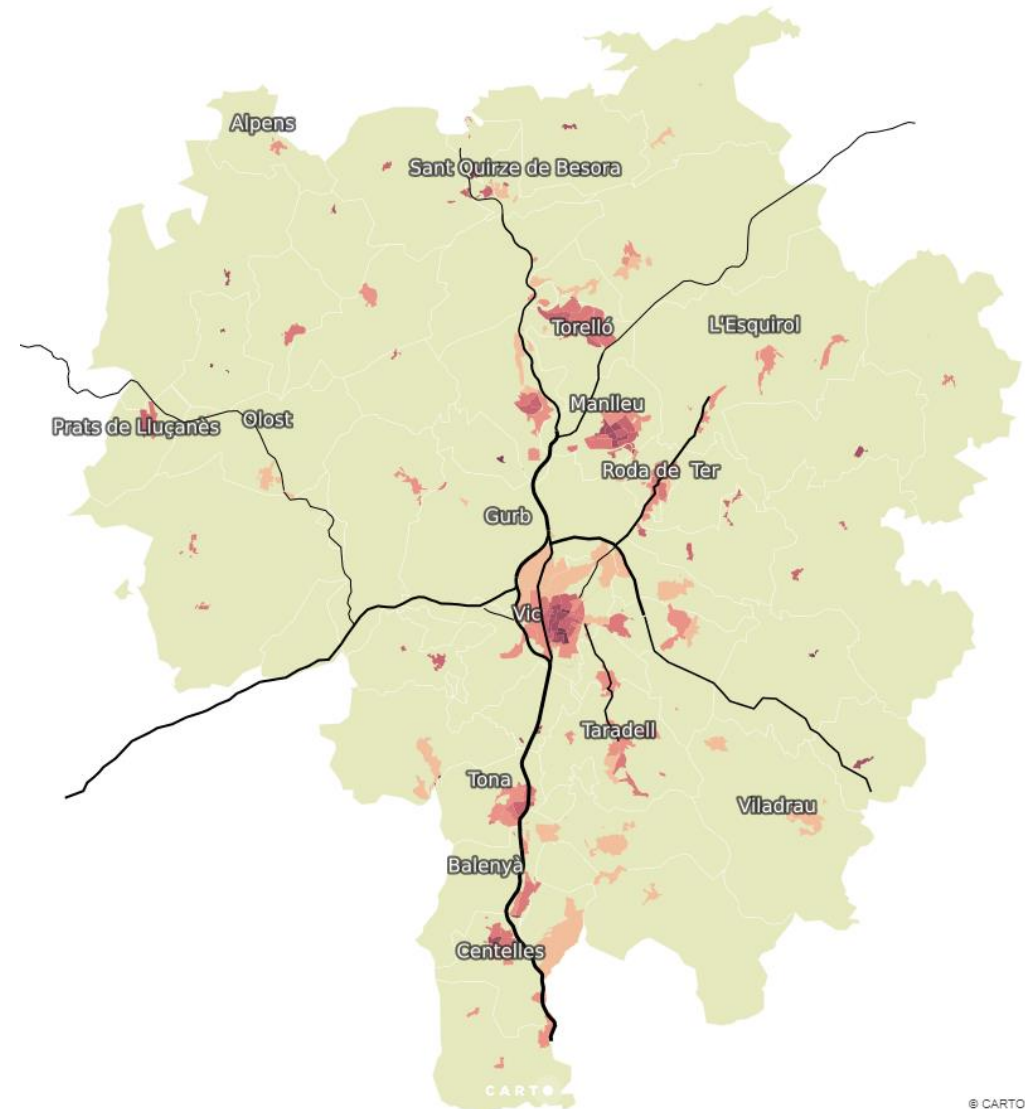 Alpens
Sant Quirze de Besora
Torelló
L'Esquirol
Manlleu
Prats de Lluçanès
Olost
Roda de Ter
Gurb
Vic
Taradell
Tona
Viladrau
Balenyà
Centelles
CARTO
© CARTO